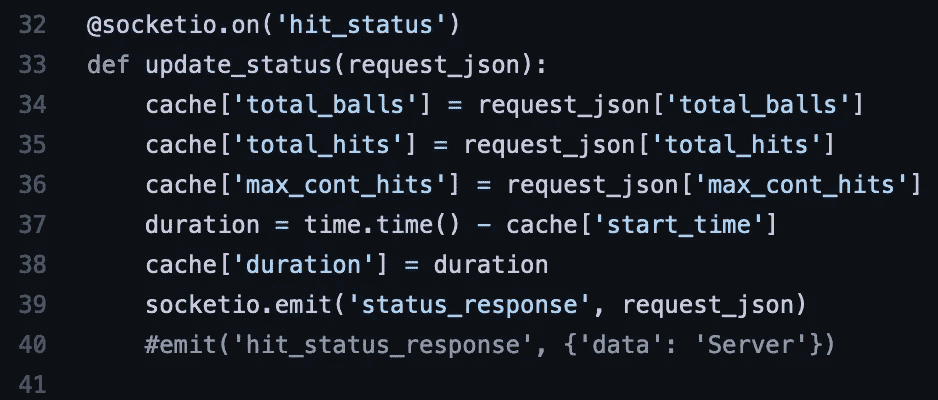 32 @socketio.on('hit_status')
33 def update_status(request_json):
34     cache['total_balls'] = request_json['total_balls']
35     cache['total_hits'] = request_json['total_hits']
36     cache['max_cont_hits'] = request_json['max_cont_hits']
37     duration = time.time() - cache['start_time']
38     cache['duration'] = duration
39     socketio.emit('status_response', request_json)
40     #emit('hit_status_response', {'data': 'Server'})
41